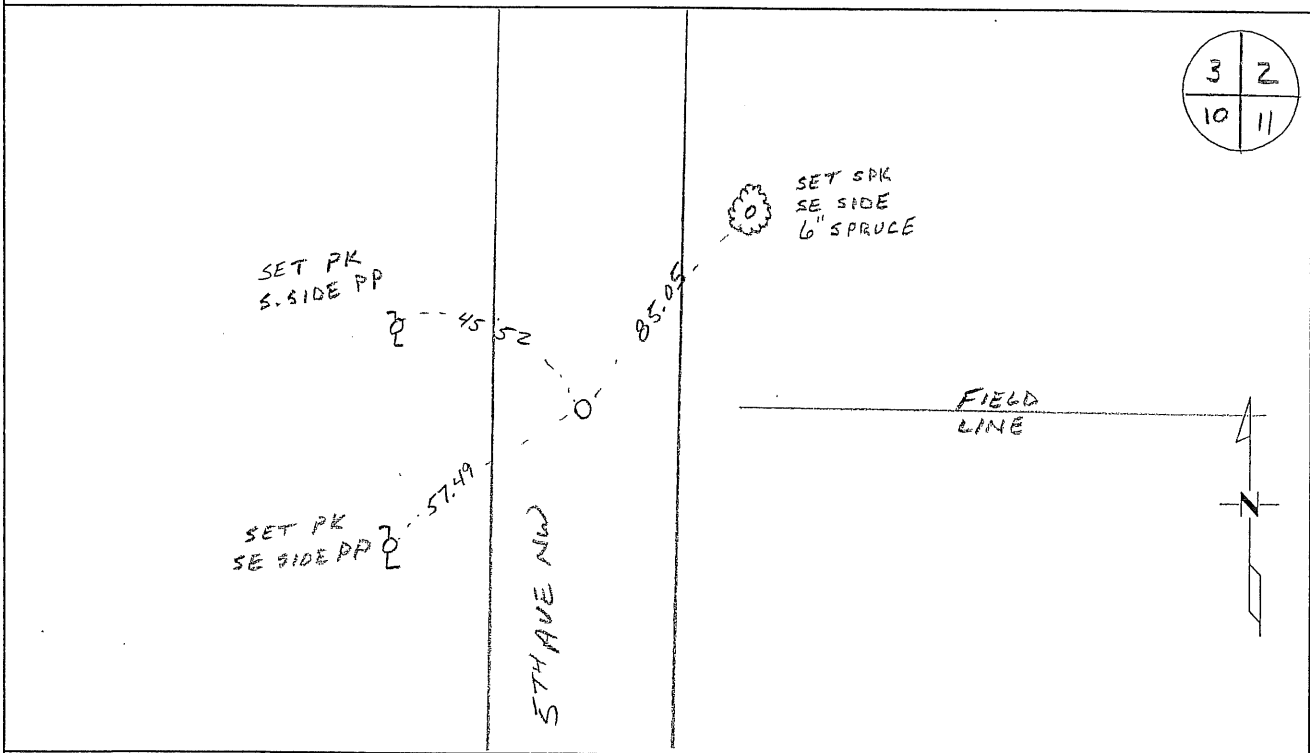 3 2
10 11
SET SPK
SE SIDE
6" SPRUCE
SET PK
S. SIDE PP
45.52
85.05
FIELD
LINE
57.49
SET PK
SE SIDE PP
5TH AVE NW
N